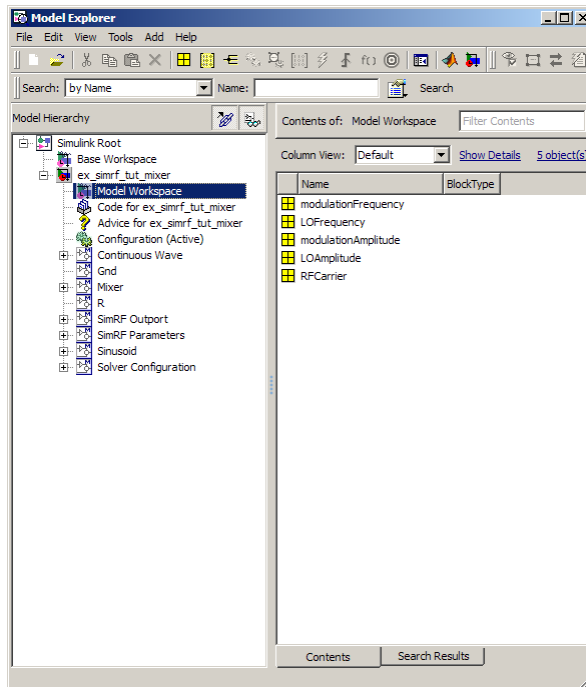 Model Explorer
File Edit View Tools Add Help
Search: by Name Name: Search
Model Hierarchy
Simulink Root
Base Workspace
ex_simrf_tut_mixer
Model Workspace
Code for ex_simrf_tut_mixer
Advice for ex_simrf_tut_mixer
Configuration (Active)
Continuous Wave
Gnd
Mixer
R
SimRF Outport
SimRF Parameters
Sinusoid
Solver Configuration
Contents of: Model Workspace Filter Contents
Column View: Default Show Details 5 object(s)
Name BlockType
modulationFrequency
LOFrequency
modulationAmplitude
LOAmplitude
RFCarrier
Contents Search Results